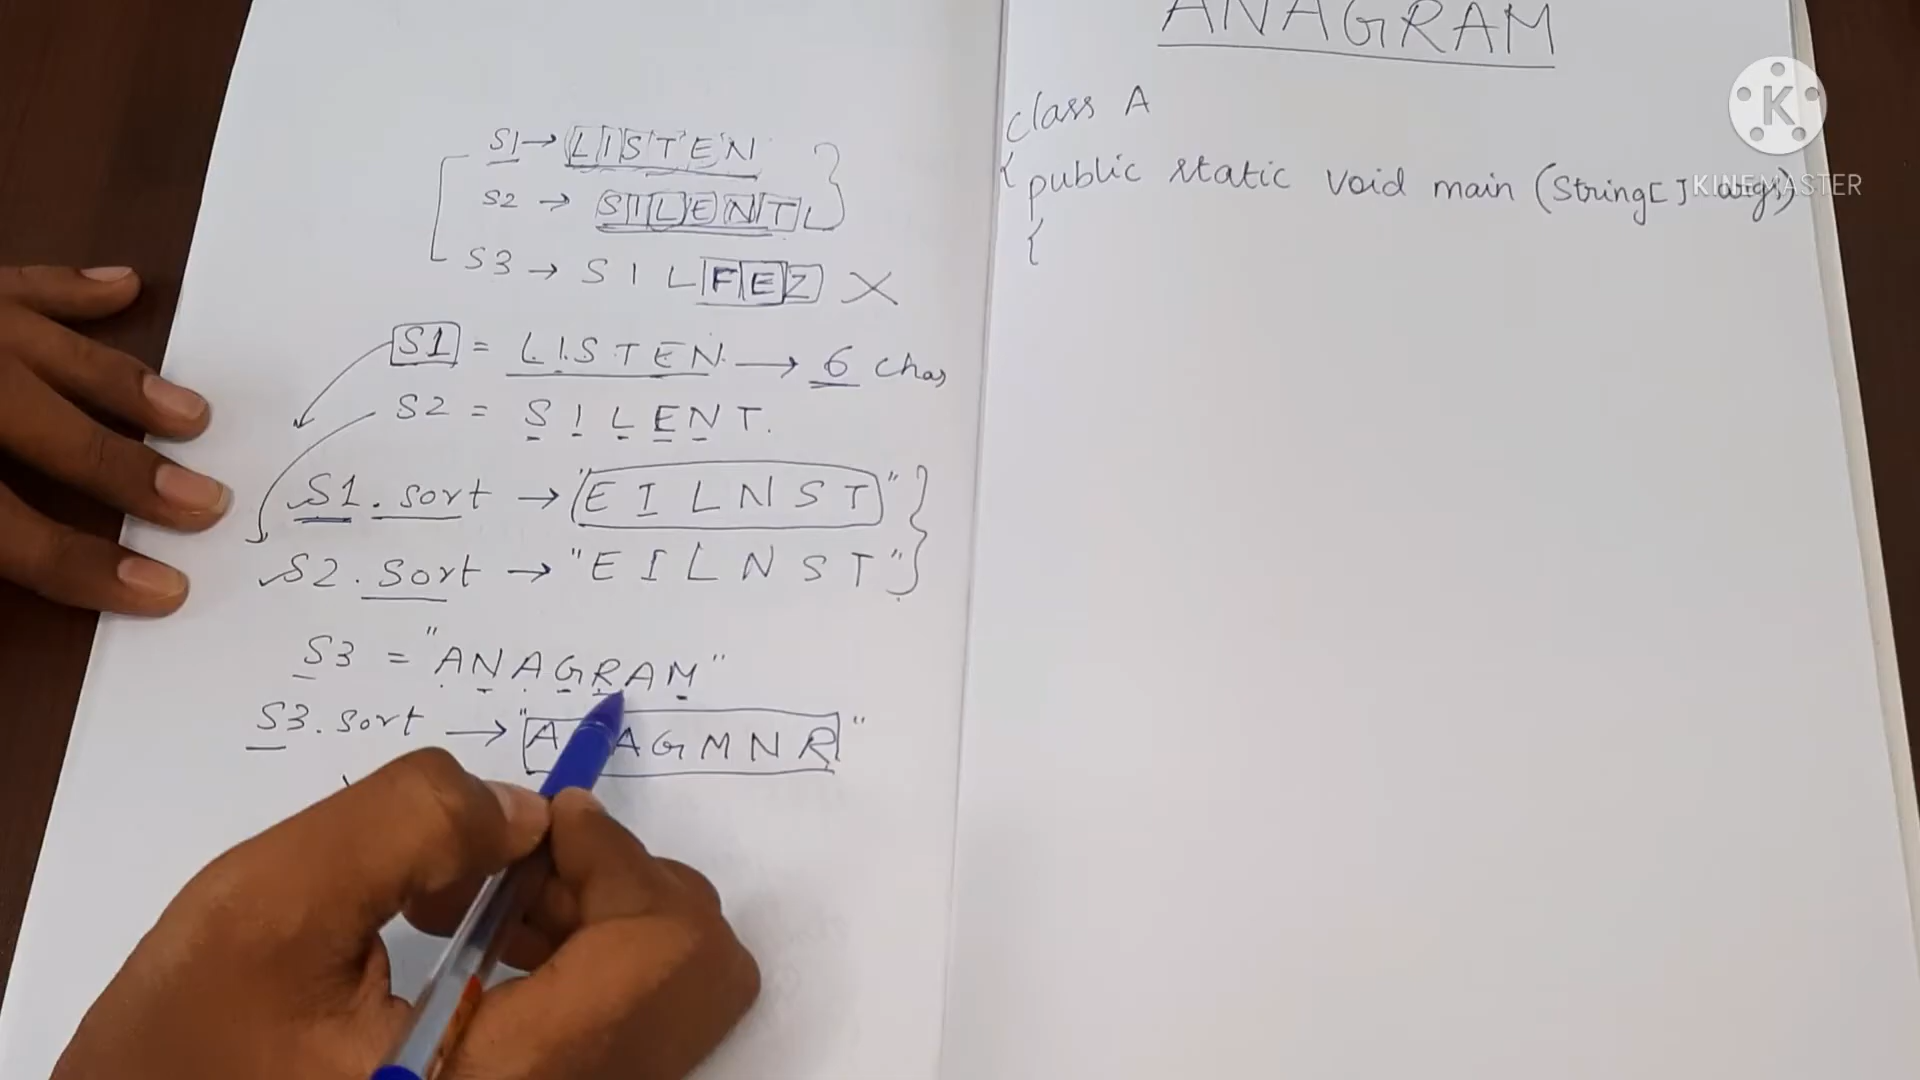 S1 → LISTEN
S2 → SILENT
S3 → SILFEZ X
S1 = LISTEN → 6 char
S2 = SILENT.
S1.sort → "EILNST"
S2.sort → "EILNST"
S3 = "ANAGRAM"
S3.sort → "A AGMNR"
ANAGRAM
class A
{ public static void main (String[] args)
{
K
KINEMASTER